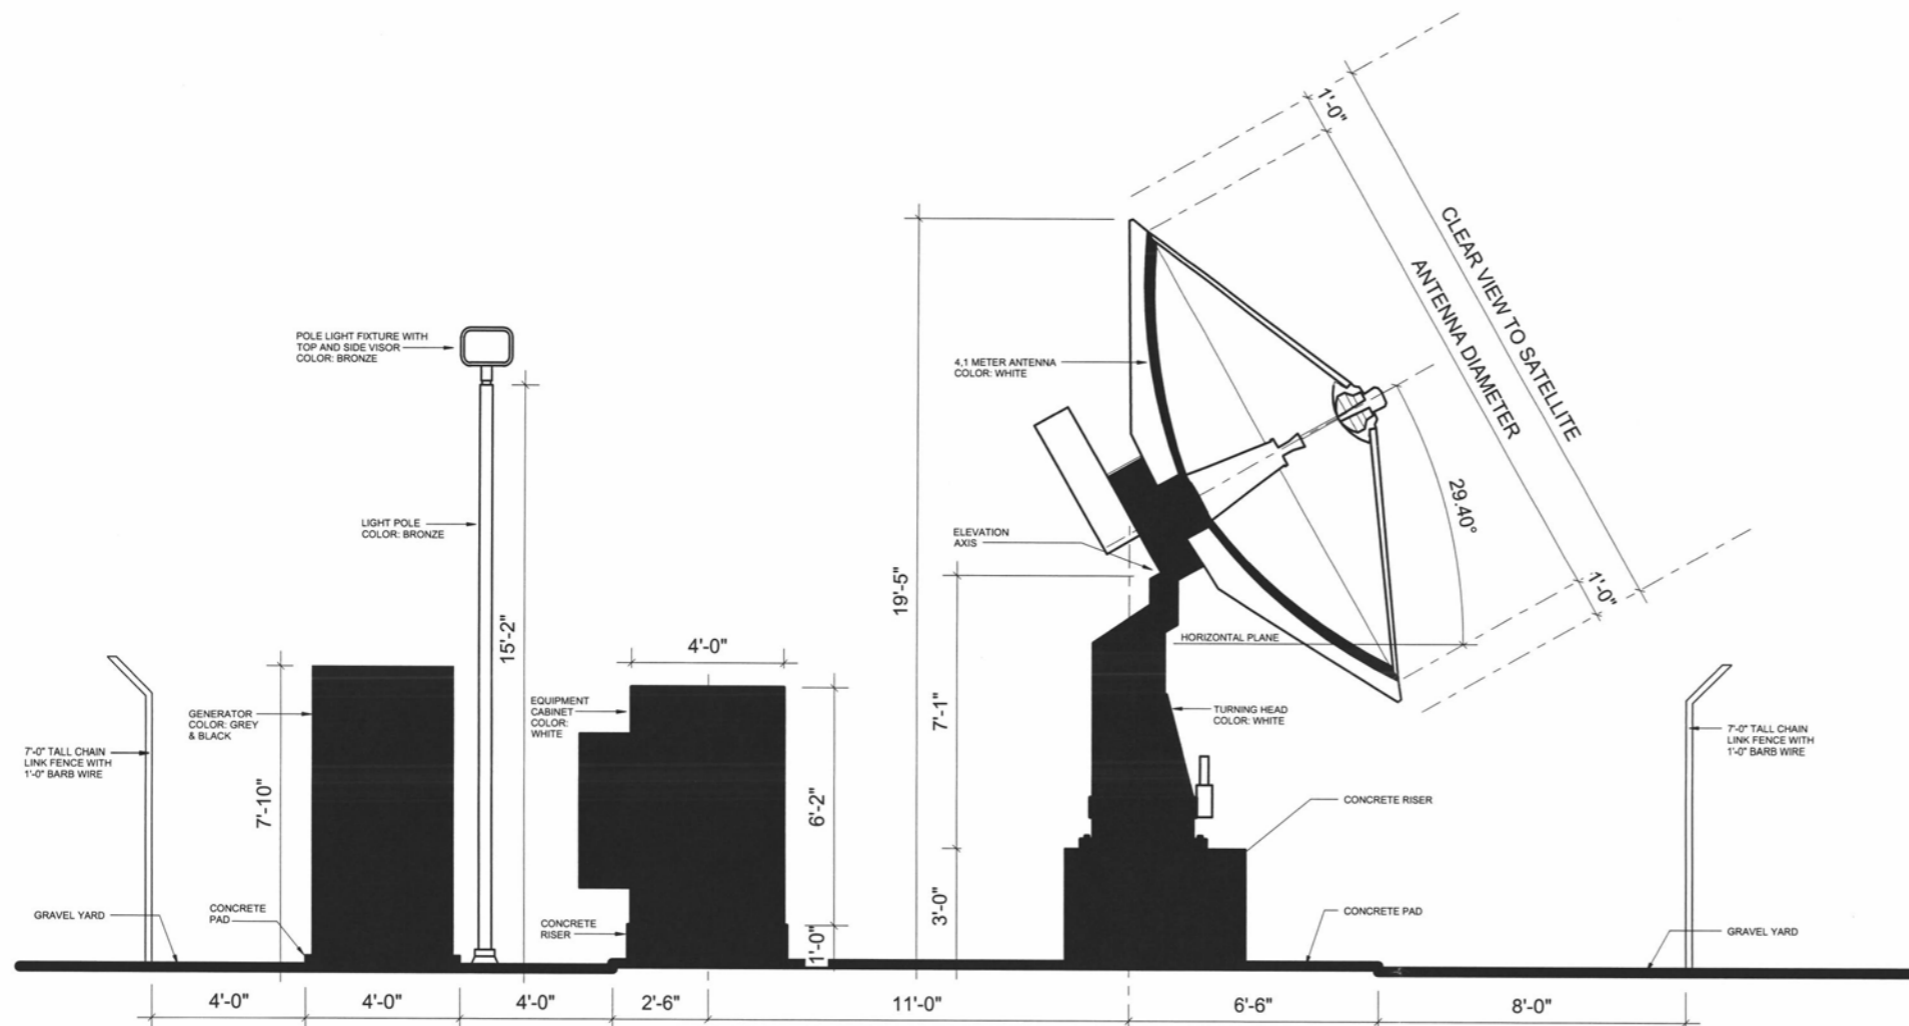 1'-0"
CLEAR VIEW TO SATELLITE
ANTENNA DIAMETER
POLE LIGHT FIXTURE WITH
TOP AND SIDE VISOR
COLOR: BRONZE
4,1 METER ANTENNA
COLOR: WHITE
29.40°
LIGHT POLE
COLOR: BRONZE
ELEVATION
AXIS
19'-5"
1'-0"
15'-2"
4'-0"
HORIZONTAL PLANE
GENERATOR
COLOR: GREY
& BLACK
EQUIPMENT
CABINET
COLOR:
WHITE
7'-1"
TURNING HEAD
COLOR: WHITE
7'-0" TALL CHAIN
LINK FENCE WITH
1'-0" BARB WIRE
7'-0" TALL CHAIN
LINK FENCE WITH
1'-0" BARB WIRE
7'-10"
6'-2"
CONCRETE RISER
GRAVEL YARD
CONCRETE
PAD
CONCRETE
RISER
1'-0"
3'-0"
CONCRETE PAD
GRAVEL YARD
4'-0"
4'-0"
4'-0"
2'-6"
11'-0"
6'-6"
8'-0"